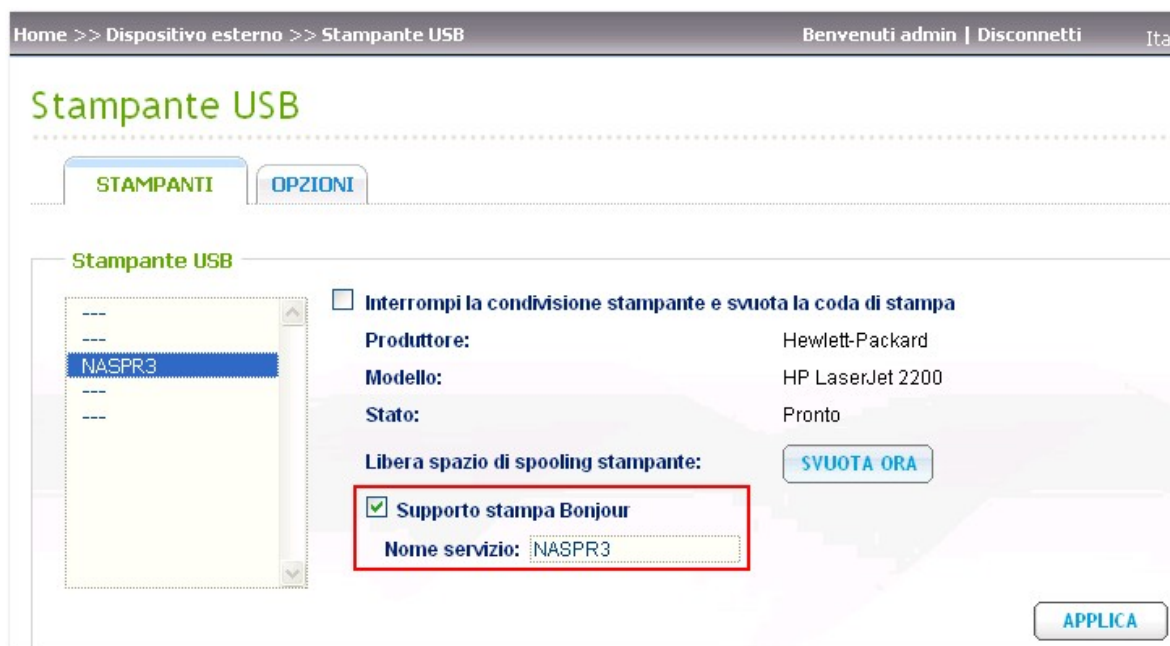 Home >> Dispositivo esterno >> Stampante USB Benvenuti admin | Disconnetti Ita
Stampante USB
STAMPANTI OPZIONI
Stampante USB
---
---
NASPR3
---
---
Interrompi la condivisione stampante e svuota la coda di stampa
Produttore: Hewlett-Packard
Modello: HP LaserJet 2200
Stato: Pronto
Libera spazio di spooling stampante: SVUOTA ORA
Supporto stampa Bonjour
Nome servizio: NASPR3
APPLICA